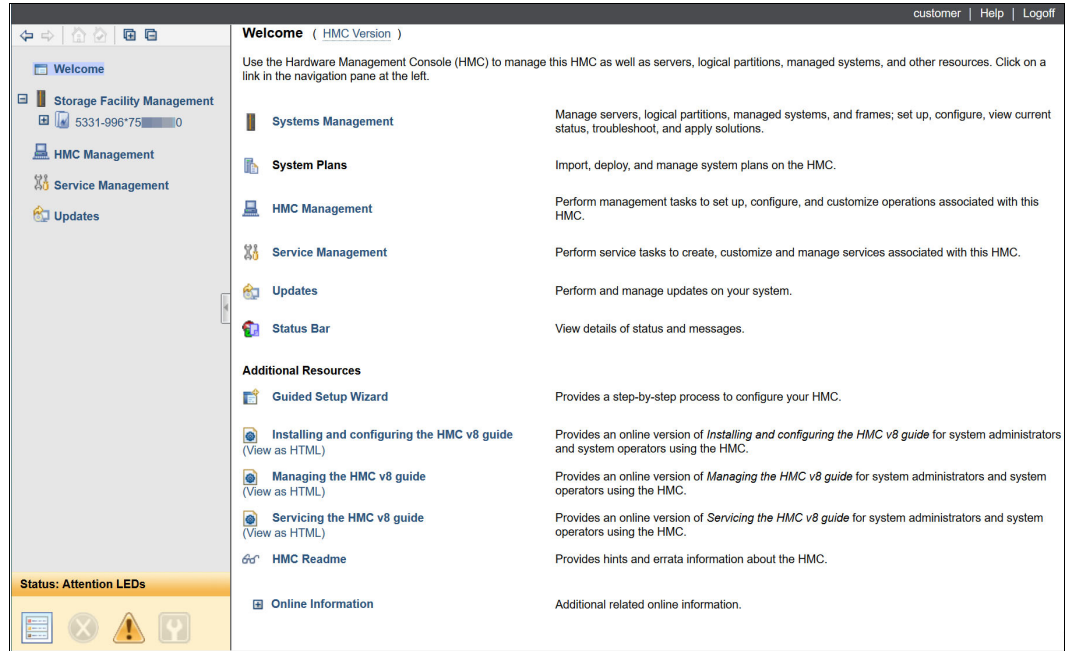 customer | Help | Logoff
Welcome ( HMC Version )
Use the Hardware Management Console (HMC) to manage this HMC as well as servers, logical partitions, managed systems, and other resources. Click on a
link in the navigation pane at the left.
Welcome
Storage Facility Management
5331-996*75 0
HMC Management
Service Management
Updates
Systems Management
Manage servers, logical partitions, managed systems, and frames; set up, configure, view current
status, troubleshoot, and apply solutions.
System Plans
Import, deploy, and manage system plans on the HMC.
HMC Management
Perform management tasks to set up, configure, and customize operations associated with this
HMC.
Service Management
Perform service tasks to create, customize and manage services associated with this HMC.
Updates
Perform and manage updates on your system.
Status Bar
View details of status and messages.
Additional Resources
Guided Setup Wizard
Provides a step-by-step process to configure your HMC.
Installing and configuring the HMC v8 guide
(View as HTML)
Provides an online version of Installing and configuring the HMC v8 guide for system administrators
and system operators using the HMC.
Managing the HMC v8 guide
(View as HTML)
Provides an online version of Managing the HMC v8 guide for system administrators and system
operators using the HMC.
Servicing the HMC v8 guide
(View as HTML)
Provides an online version of Servicing the HMC v8 guide for system administrators and system
operators using the HMC.
HMC Readme
Provides hints and errata information about the HMC.
Online Information
Additional related online information.
Status: Attention LEDs